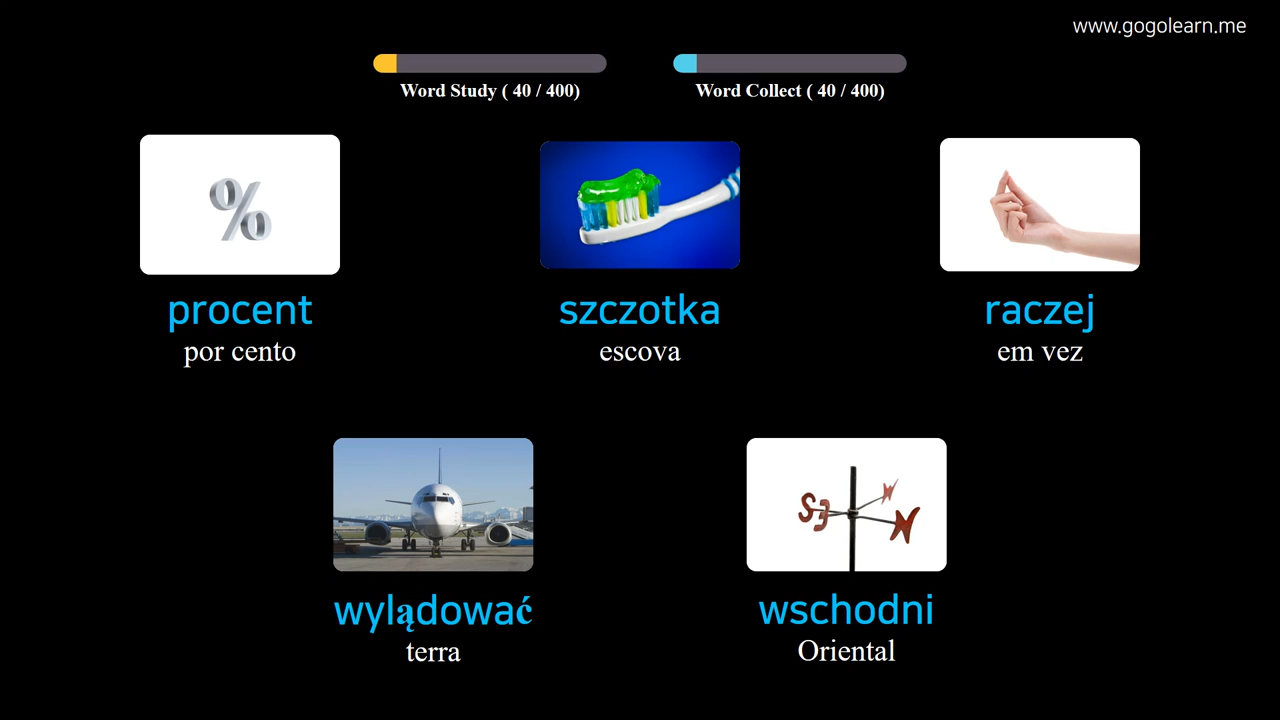 www.gogolearn.me
Word Study ( 40 / 400)
Word Collect ( 40 / 400)
%
procent
por cento
szczotka
escova
raczej
em vez
S E N W
wylądować
terra
wschodni
Oriental